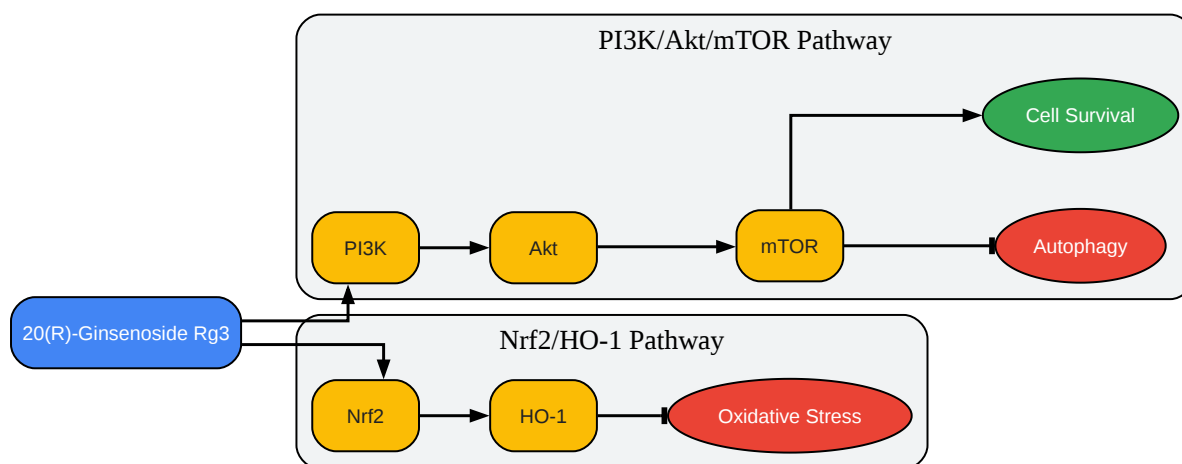 PI3K/Akt/mTOR Pathway
Cell Survival
PI3K
Akt
mTOR
Autophagy
20(R)-Ginsenoside Rg3
Nrf2/HO-1 Pathway
Nrf2
HO-1
Oxidative Stress